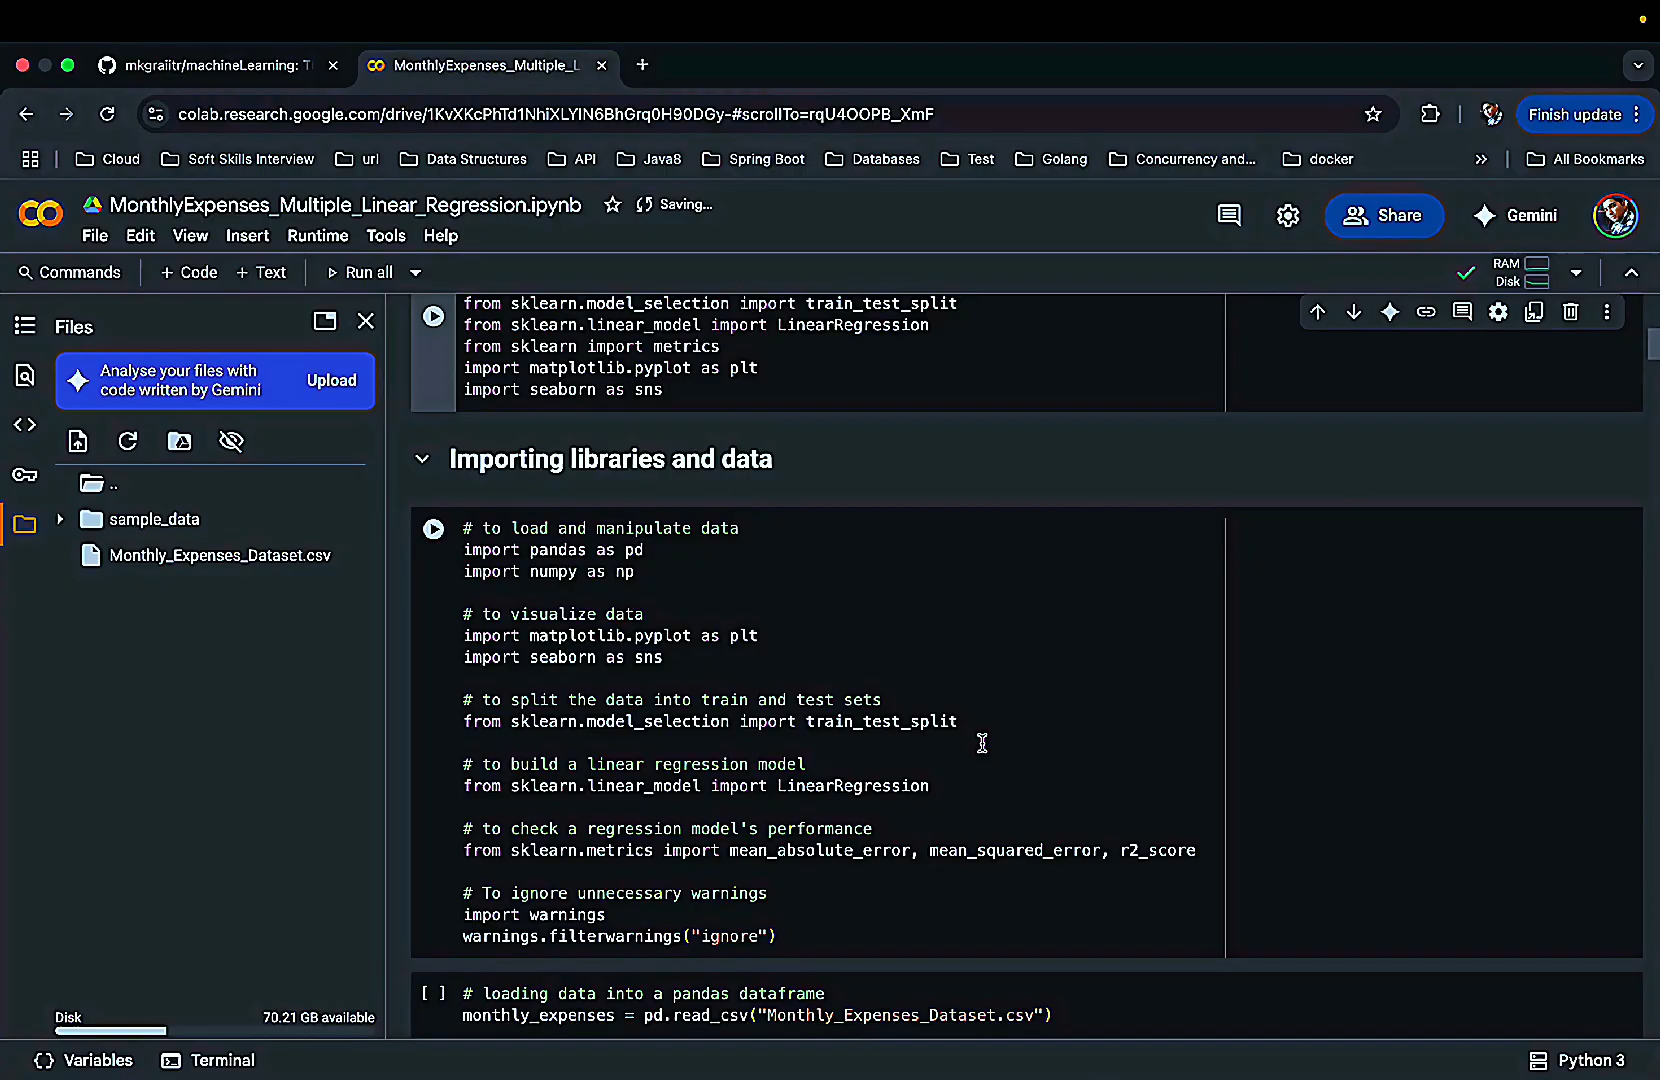 mkgraiitr/machineLearning: T
MonthlyExpenses_Multiple_L
colab.research.google.com/drive/1KvXKcPhTd1NhiXLYIN6BhGrq0H90DGy-#scrollTo=rqU4OOPB_XmF
Finish update
Cloud
Soft Skills Interview
url
Data Structures
API
Java8
Spring Boot
Databases
Test
Golang
Concurrency and...
docker
All Bookmarks
MonthlyExpenses_Multiple_Linear_Regression.ipynb
Saving...
Share
Gemini
File Edit View Insert Runtime Tools Help
Commands
+ Code
+ Text
Run all
RAM
Disk
Files
Analyse your files with
code written by Gemini
Upload
..
sample_data
Monthly_Expenses_Dataset.csv
Disk
70.21 GB available
from sklearn.model_selection import train_test_split
from sklearn.linear_model import LinearRegression
from sklearn import metrics
import matplotlib.pyplot as plt
import seaborn as sns
Importing libraries and data
# to load and manipulate data
import pandas as pd
import numpy as np
# to visualize data
import matplotlib.pyplot as plt
import seaborn as sns
# to split the data into train and test sets
from sklearn.model_selection import train_test_split
# to build a linear regression model
from sklearn.linear_model import LinearRegression
# to check a regression model's performance
from sklearn.metrics import mean_absolute_error, mean_squared_error, r2_score
# To ignore unnecessary warnings
import warnings
warnings.filterwarnings("ignore")
[ ] # loading data into a pandas dataframe
monthly_expenses = pd.read_csv("Monthly_Expenses_Dataset.csv")
Variables
Terminal
Python 3